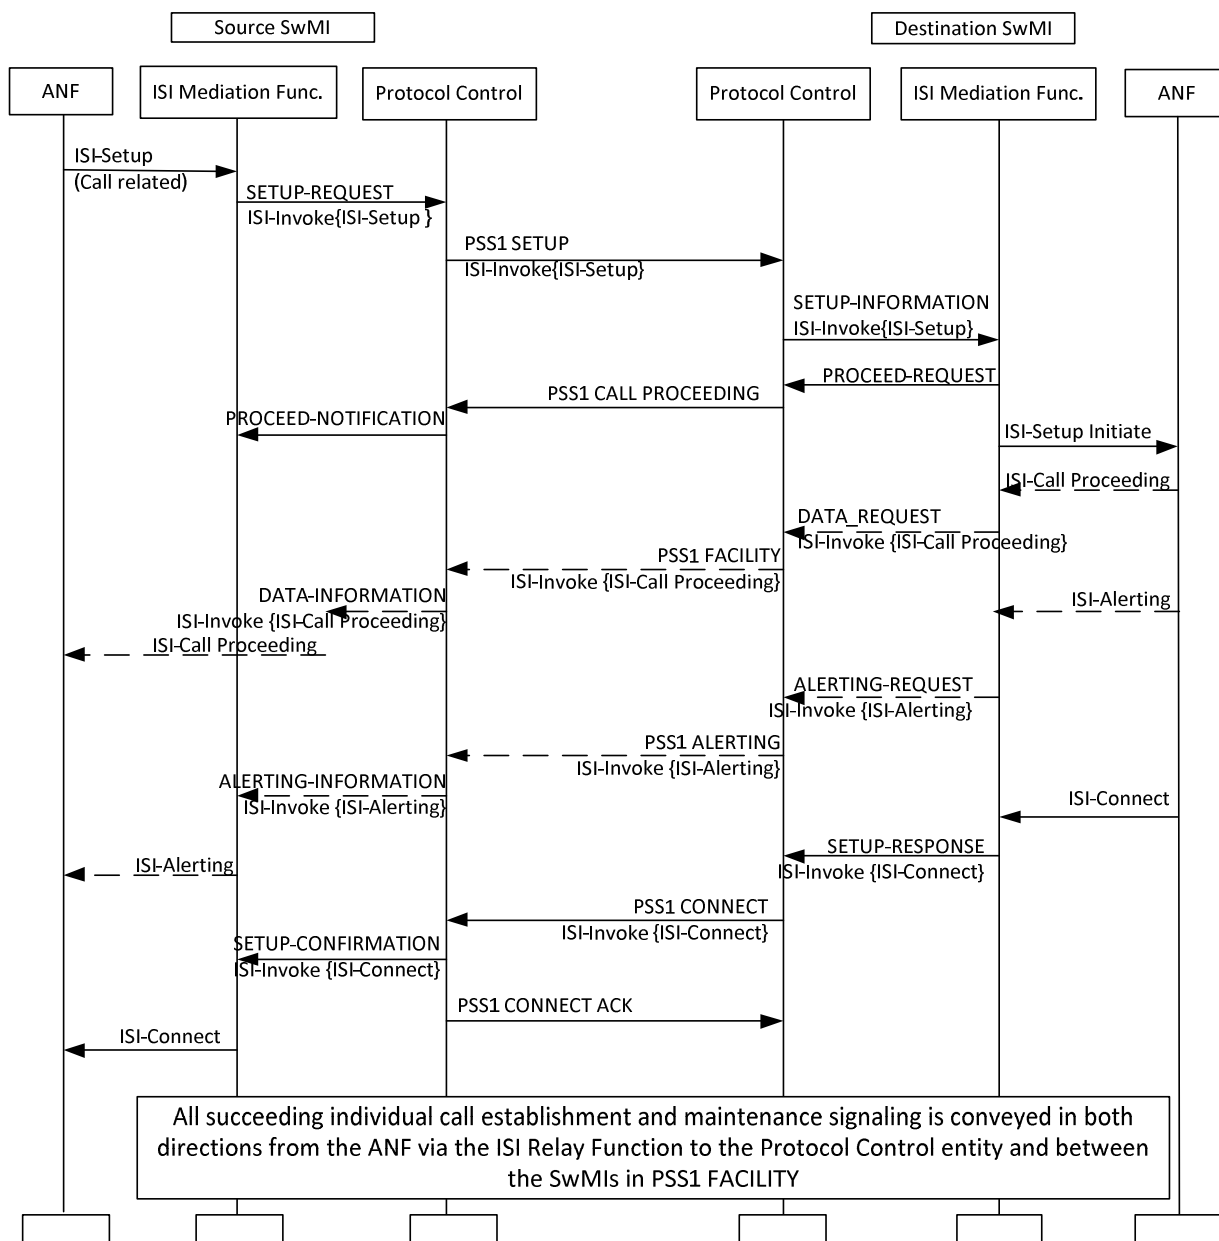 Source SwMI
Destination SwMI
ANF
ISI Mediation Func.
Protocol Control
Protocol Control
ISI Mediation Func.
ANF
ISI-Setup
(Call related)
SETUP-REQUEST
ISI-Invoke{ISI-Setup }
PSS1 SETUP
ISI-Invoke{ISI-Setup}
SETUP-INFORMATION
ISI-Invoke{ISI-Setup}
PROCEED-REQUEST
PSS1 CALL PROCEEDING
PROCEED-NOTIFICATION
ISI-Setup Initiate
ISI-Call Proceeding
DATA_REQUEST
ISI-Invoke {ISI-Call Proceeding}
PSS1 FACILITY
ISI-Invoke {ISI-Call Proceeding}
DATA-INFORMATION
ISI-Invoke {ISI-Call Proceeding}
ISI-Alerting
ISI-Call Proceeding
ALERTING-REQUEST
ISI-Invoke {ISI-Alerting}
PSS1 ALERTING
ISI-Invoke {ISI-Alerting}
ALERTING-INFORMATION
ISI-Invoke {ISI-Alerting}
ISI-Connect
SETUP-RESPONSE
ISI-Invoke {ISI-Connect}
ISI-Alerting
PSS1 CONNECT
ISI-Invoke {ISI-Connect}
SETUP-CONFIRMATION
ISI-Invoke {ISI-Connect}
PSS1 CONNECT ACK
ISI-Connect
All succeeding individual call establishment and maintenance signaling is conveyed in both
directions from the ANF via the ISI Relay Function to the Protocol Control entity and between
the SwMIs in PSS1 FACILITY